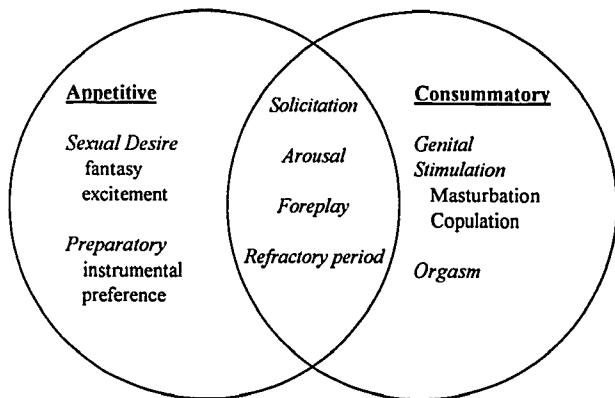 Appetitive
Sexual Desire
fantasy
excitement
Preparatory
instrumental
preference
Solicitation
Arousal
Foreplay
Refractory period
Consummatory
Genital
Stimulation
Masturbation
Copulation
Orgasm